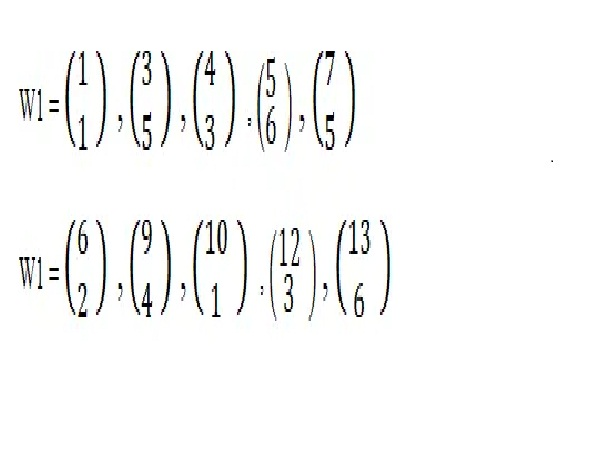 W1 = (1 1) , (3 5) , (4 3) , (5 6) , (7 5)
W1 = (6 2) , (9 4) , (10 1) , (12 3) , (13 6)